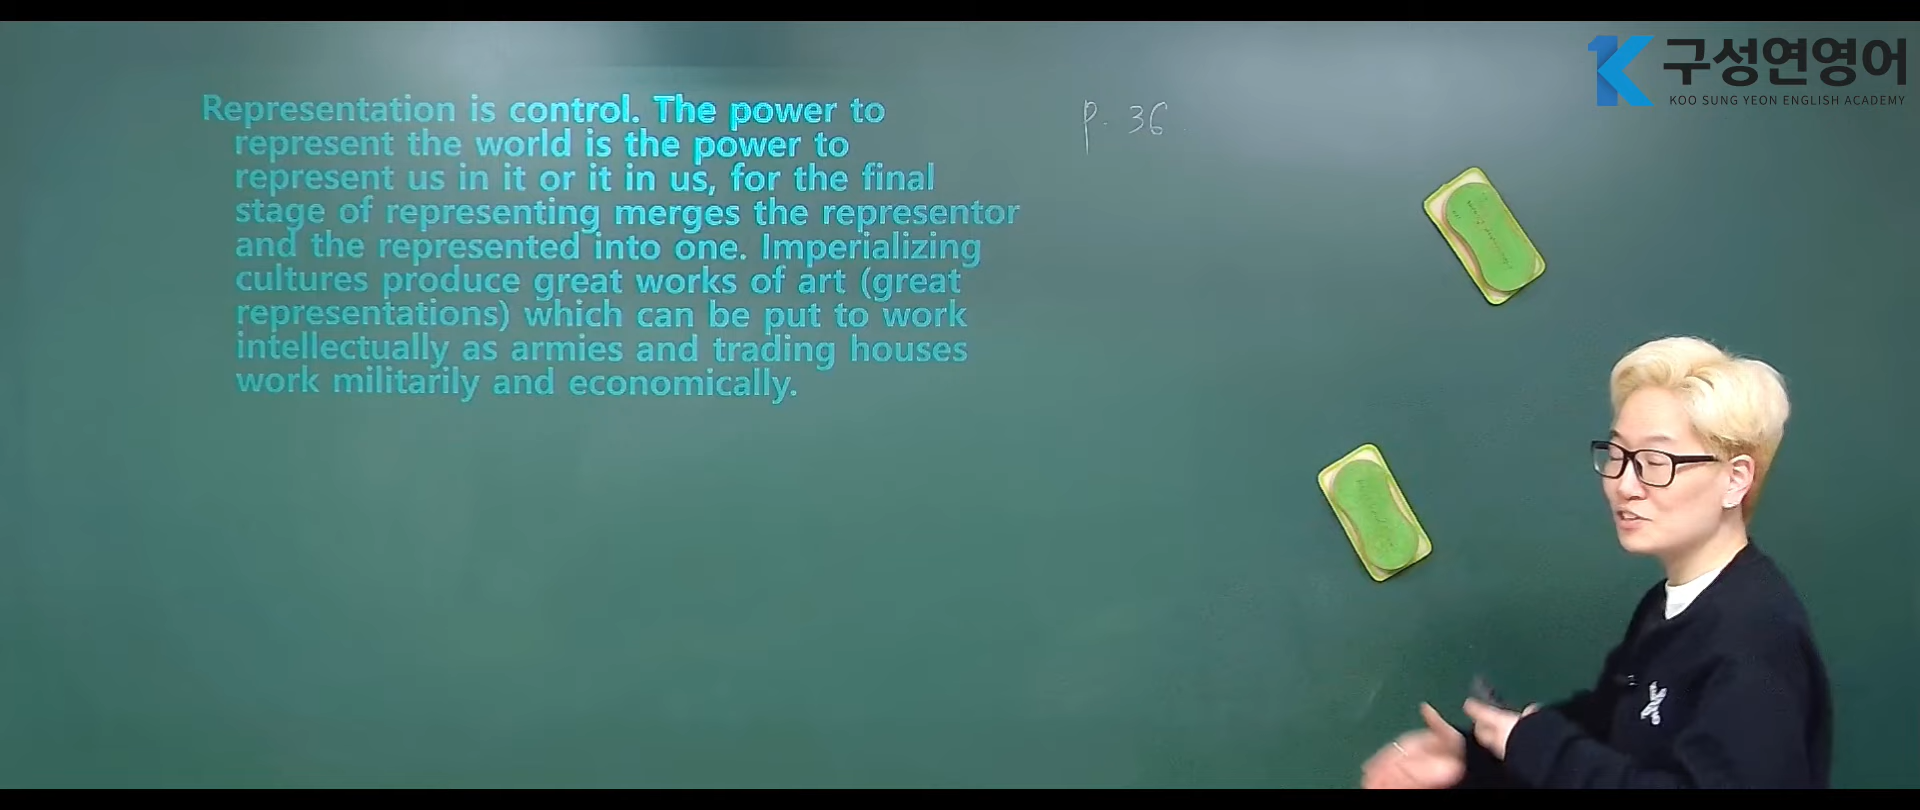 Representation is control. The power to
represent the world is the power to
represent us in it or it in us, for the final
stage of representing merges the representor
and the represented into one. Imperializing
cultures produce great works of art (great
representations) which can be put to work
intellectually as armies and trading houses
work militarily and economically.
p. 36
1K 구성연영어
KOO SUNG YEON ENGLISH ACADEMY